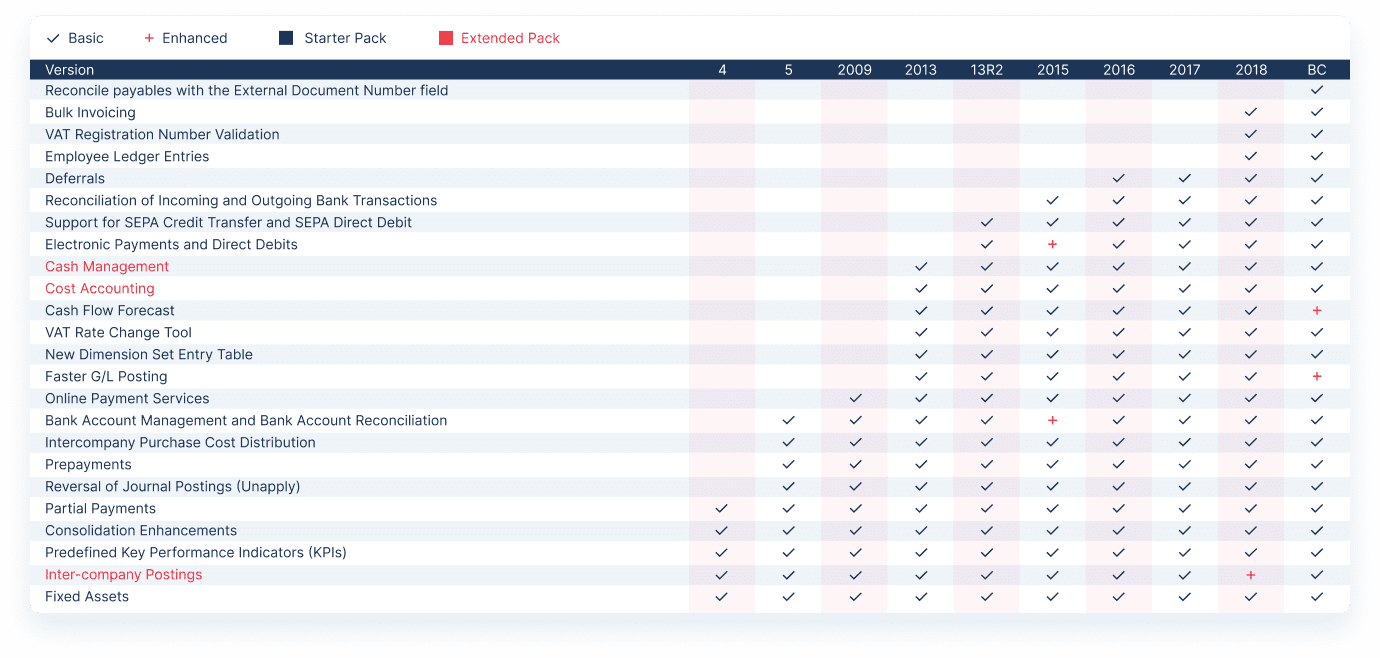 ✓ Basic + Enhanced Starter Pack Extended Pack
Version 4 5 2009 2013 13R2 2015 2016 2017 2018 BC
Reconcile payables with the External Document Number field ✓
Bulk Invoicing ✓ ✓
VAT Registration Number Validation ✓ ✓
Employee Ledger Entries ✓ ✓
Deferrals ✓ ✓ ✓ ✓
Reconciliation of Incoming and Outgoing Bank Transactions ✓ ✓ ✓ ✓ ✓
Support for SEPA Credit Transfer and SEPA Direct Debit ✓ ✓ ✓ ✓ ✓ ✓
Electronic Payments and Direct Debits ✓ + ✓ ✓ ✓ ✓
Cash Management ✓ ✓ ✓ ✓ ✓ ✓ ✓
Cost Accounting ✓ ✓ ✓ ✓ ✓ ✓ ✓
Cash Flow Forecast ✓ ✓ ✓ ✓ ✓ ✓ +
VAT Rate Change Tool ✓ ✓ ✓ ✓ ✓ ✓ ✓
New Dimension Set Entry Table ✓ ✓ ✓ ✓ ✓ ✓ ✓
Faster G/L Posting ✓ ✓ ✓ ✓ ✓ ✓ +
Online Payment Services ✓ ✓ ✓ ✓ ✓ ✓ ✓ ✓
Bank Account Management and Bank Account Reconciliation ✓ ✓ ✓ ✓ + ✓ ✓ ✓ ✓
Intercompany Purchase Cost Distribution ✓ ✓ ✓ ✓ ✓ ✓ ✓ ✓ ✓
Prepayments ✓ ✓ ✓ ✓ ✓ ✓ ✓ ✓ ✓
Reversal of Journal Postings (Unapply) ✓ ✓ ✓ ✓ ✓ ✓ ✓ ✓ ✓
Partial Payments ✓ ✓ ✓ ✓ ✓ ✓ ✓ ✓ ✓ ✓
Consolidation Enhancements ✓ ✓ ✓ ✓ ✓ ✓ ✓ ✓ ✓ ✓
Predefined Key Performance Indicators (KPIs) ✓ ✓ ✓ ✓ ✓ ✓ ✓ ✓ ✓ ✓
Inter-company Postings ✓ ✓ ✓ ✓ ✓ ✓ ✓ ✓ + ✓
Fixed Assets ✓ ✓ ✓ ✓ ✓ ✓ ✓ ✓ ✓ ✓